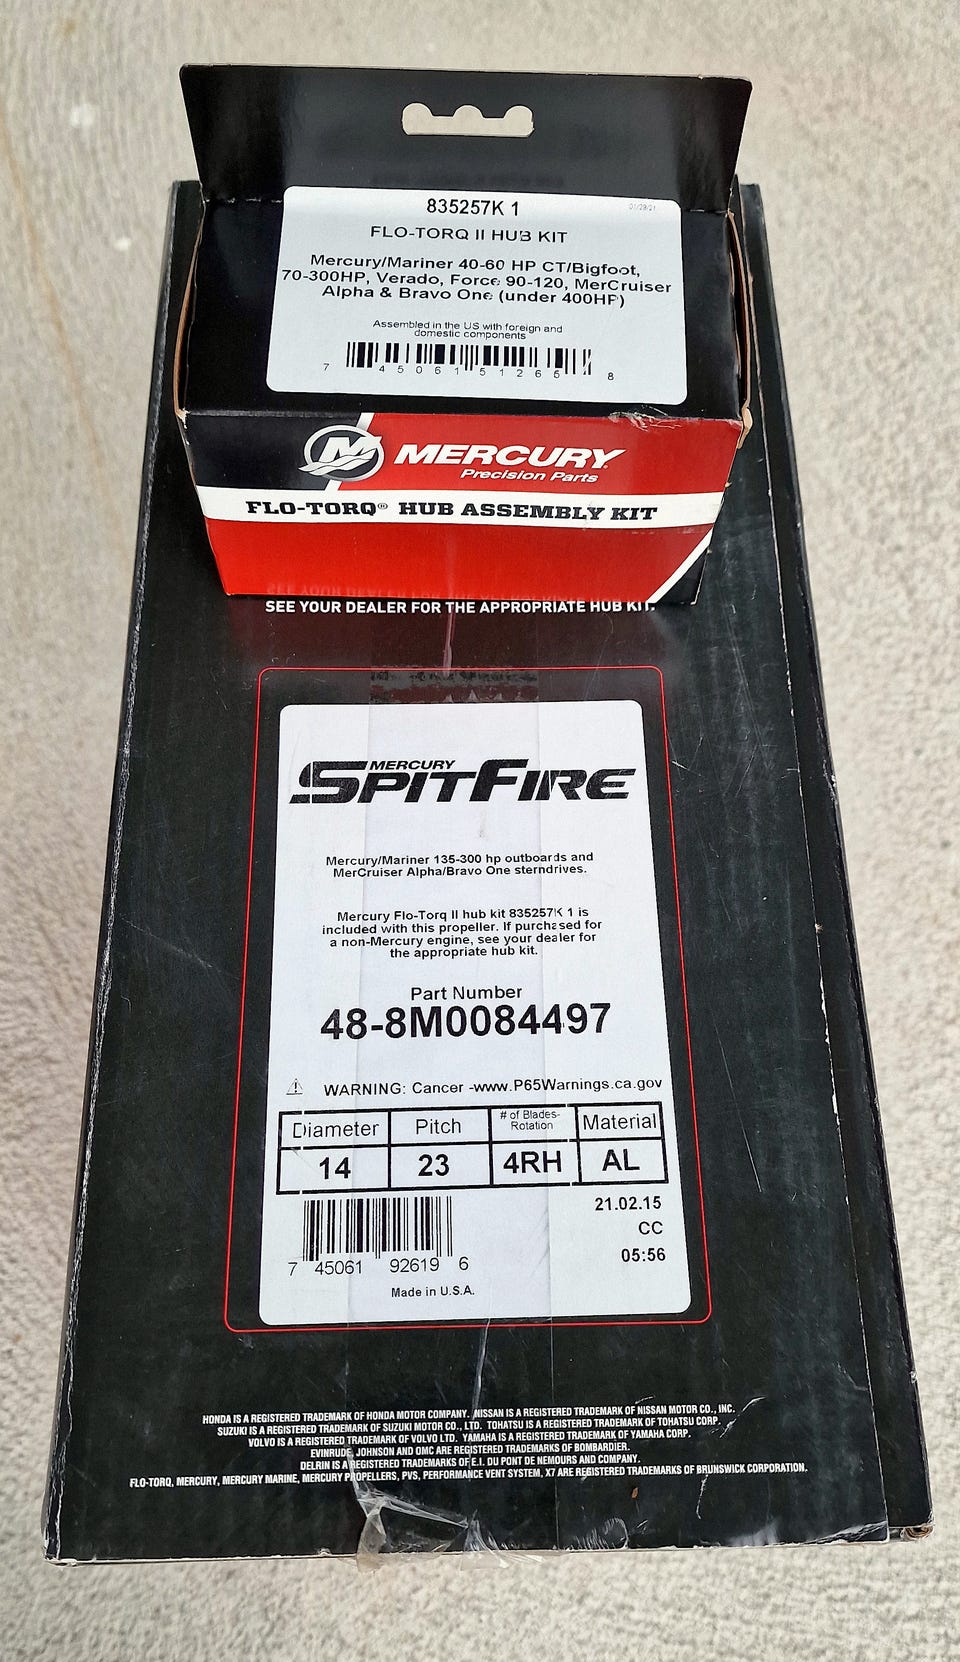 835257K 1
01/29/21
FLO-TORQ II HUB KIT
Mercury/Mariner 40-60 HP CT/Bigfoot,
70-300HP, Verado, Force 90-120, MerCruiser
Alpha & Bravo One (under 400HP)
Assembled in the US with foreign and
domestic components
7 45061 51265 8
M MERCURY
Precision Parts
FLO-TORQ® HUB ASSEMBLY KIT
SEE YOUR DEALER FOR THE APPROPRIATE HUB KIT.
MERCURY
SPITFIRE
Mercury/Mariner 135-300 hp outboards and
MerCruiser Alpha/Bravo One sterndrives.
Mercury Flo-Torq II hub kit 835257K 1 is
included with this propeller. If purchased for
a non-Mercury engine, see your dealer for
the appropriate hub kit.
Part Number
48-8M0084497
WARNING: Cancer -www.P65Warnings.ca.gov
Diameter Pitch # of Blades-Rotation Material
14 23 4RH AL
21.02.15
CC
05:56
7 45061 92619 6
Made in U.S.A.
HONDA IS A REGISTERED TRADEMARK OF HONDA MOTOR COMPANY. NISSAN IS A REGISTERED TRADEMARK OF NISSAN MOTOR CO., INC.
SUZUKI IS A REGISTERED TRADEMARK OF SUZUKI MOTOR CO., LTD. TOHATSU IS A REGISTERED TRADEMARK OF TOHATSU CORP.
VOLVO IS A REGISTERED TRADEMARK OF VOLVO LTD. YAMAHA IS A REGISTERED TRADEMARK OF YAMAHA CORP.
EVINRUDE, JOHNSON AND OMC ARE REGISTERED TRADEMARKS OF BOMBARDIER.
DELRIN IS A REGISTERED TRADEMARK OF E.I. DU PONT DE NEMOURS AND COMPANY.
FLO-TORQ, MERCURY, MERCURY MARINE, MERCURY PROPELLERS, PVS, PERFORMANCE VENT SYSTEM, X7 ARE REGISTERED TRADEMARKS OF BRUNSWICK CORPORATION.